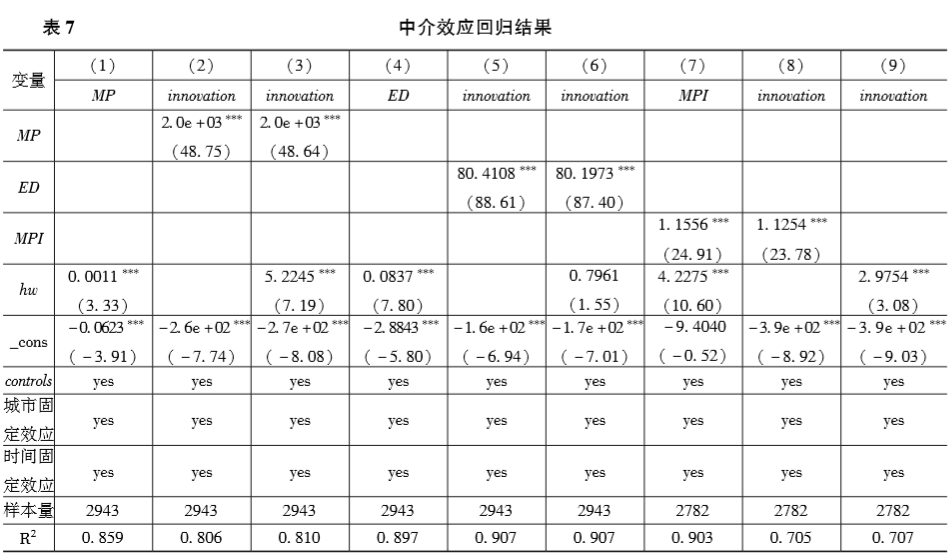 表 7 中介效应回归结果
变量 (1) (2) (3) (4) (5) (6) (7) (8) (9)
MP innovation innovation ED innovation innovation MPI innovation innovation
MP 2.0e +03 *** 2.0e +03 ***
(48.75) (48.64)
ED 80.4108 *** 80.1973 ***
(88.61) (87.40)
MPI 1.1556 *** 1.1254 ***
(24.91) (23.78)
hw 0.0011 *** 5.2245 *** 0.0837 *** 0.7961 4.2275 *** 2.9754 ***
(3.33) (7.19) (7.80) (1.55) (10.60) (3.08)
_cons -0.0623 *** -2.6e +02 *** -2.7e +02 *** -2.8843 *** -1.6e +02 *** -1.7e +02 *** -9.4040 -3.9e +02 *** -3.9e +02 ***
(-3.91) (-7.74) (-8.08) (-5.80) (-6.94) (-7.01) (-0.52) (-8.92) (-9.03)
controls yes yes yes yes yes yes yes yes yes
城市固
定效应 yes yes yes yes yes yes yes yes yes
时间固
定效应 yes yes yes yes yes yes yes yes yes
样本量 2943 2943 2943 2943 2943 2943 2782 2782 2782
R² 0.859 0.806 0.810 0.897 0.907 0.907 0.903 0.705 0.707